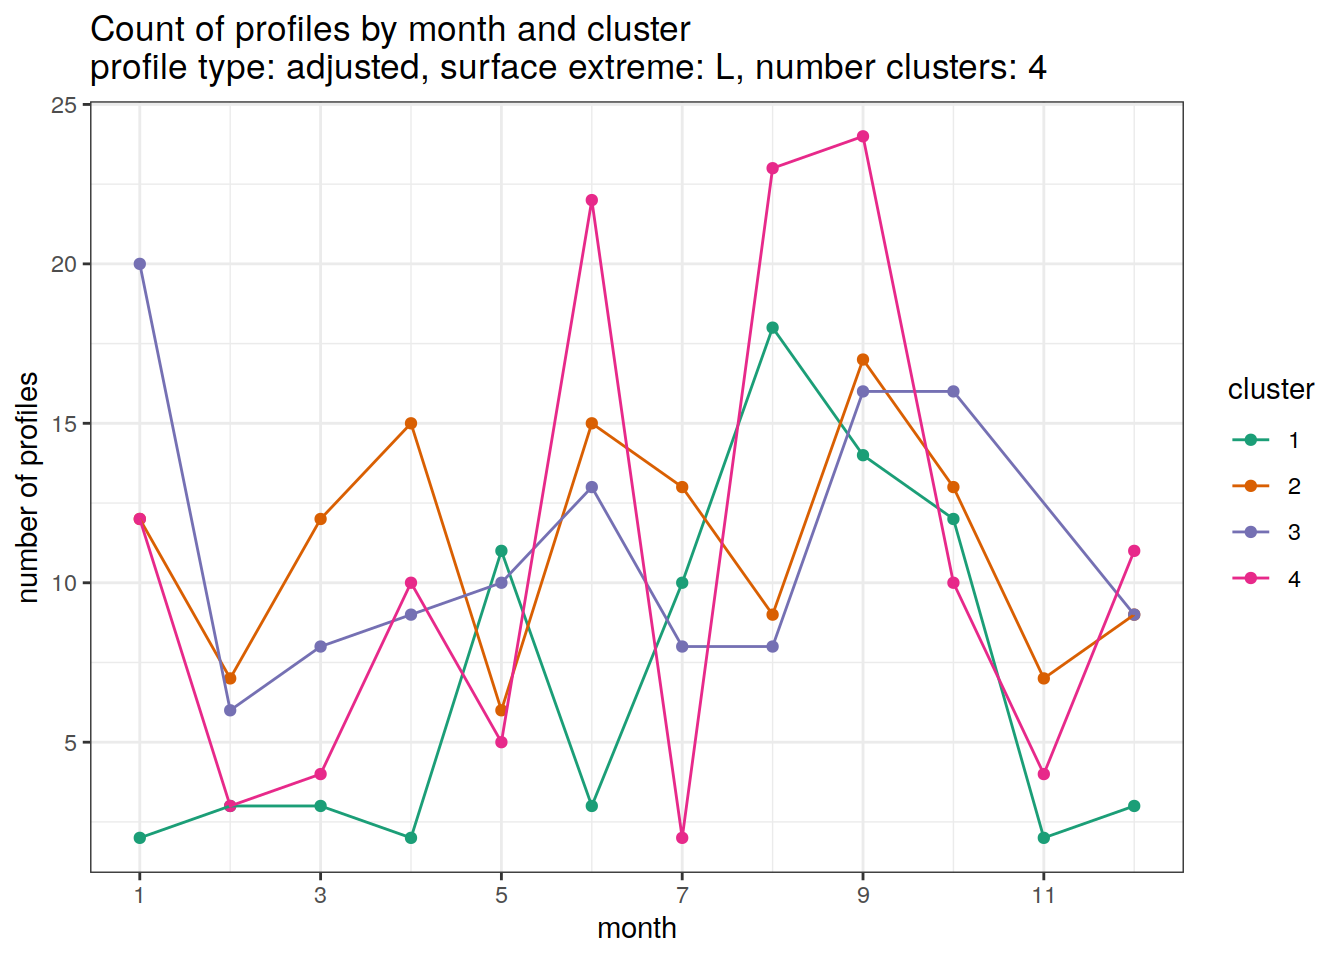 Count of profiles by month and cluster
profile type: adjusted, surface extreme: L, number clusters: 4
25
20
15
10
5
number of profiles
1 3 5 7 9 11
month
cluster
1
2
3
4